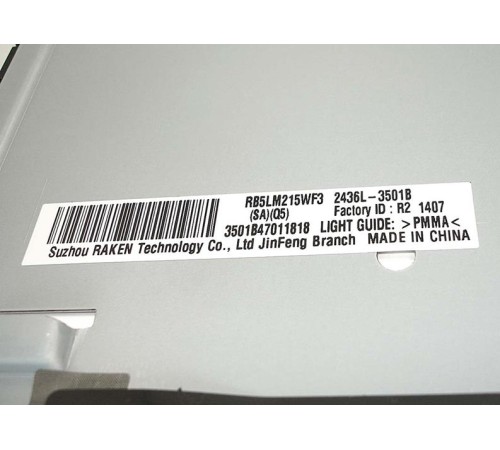 RB5LM215WF3 2436L-3501B
(SA)(Q5) Factory ID : R2 1407
3501B47011818 LIGHT GUIDE: >PMMA<
Suzhou RAKEN Technology Co., Ltd JinFeng Branch MADE IN CHINA